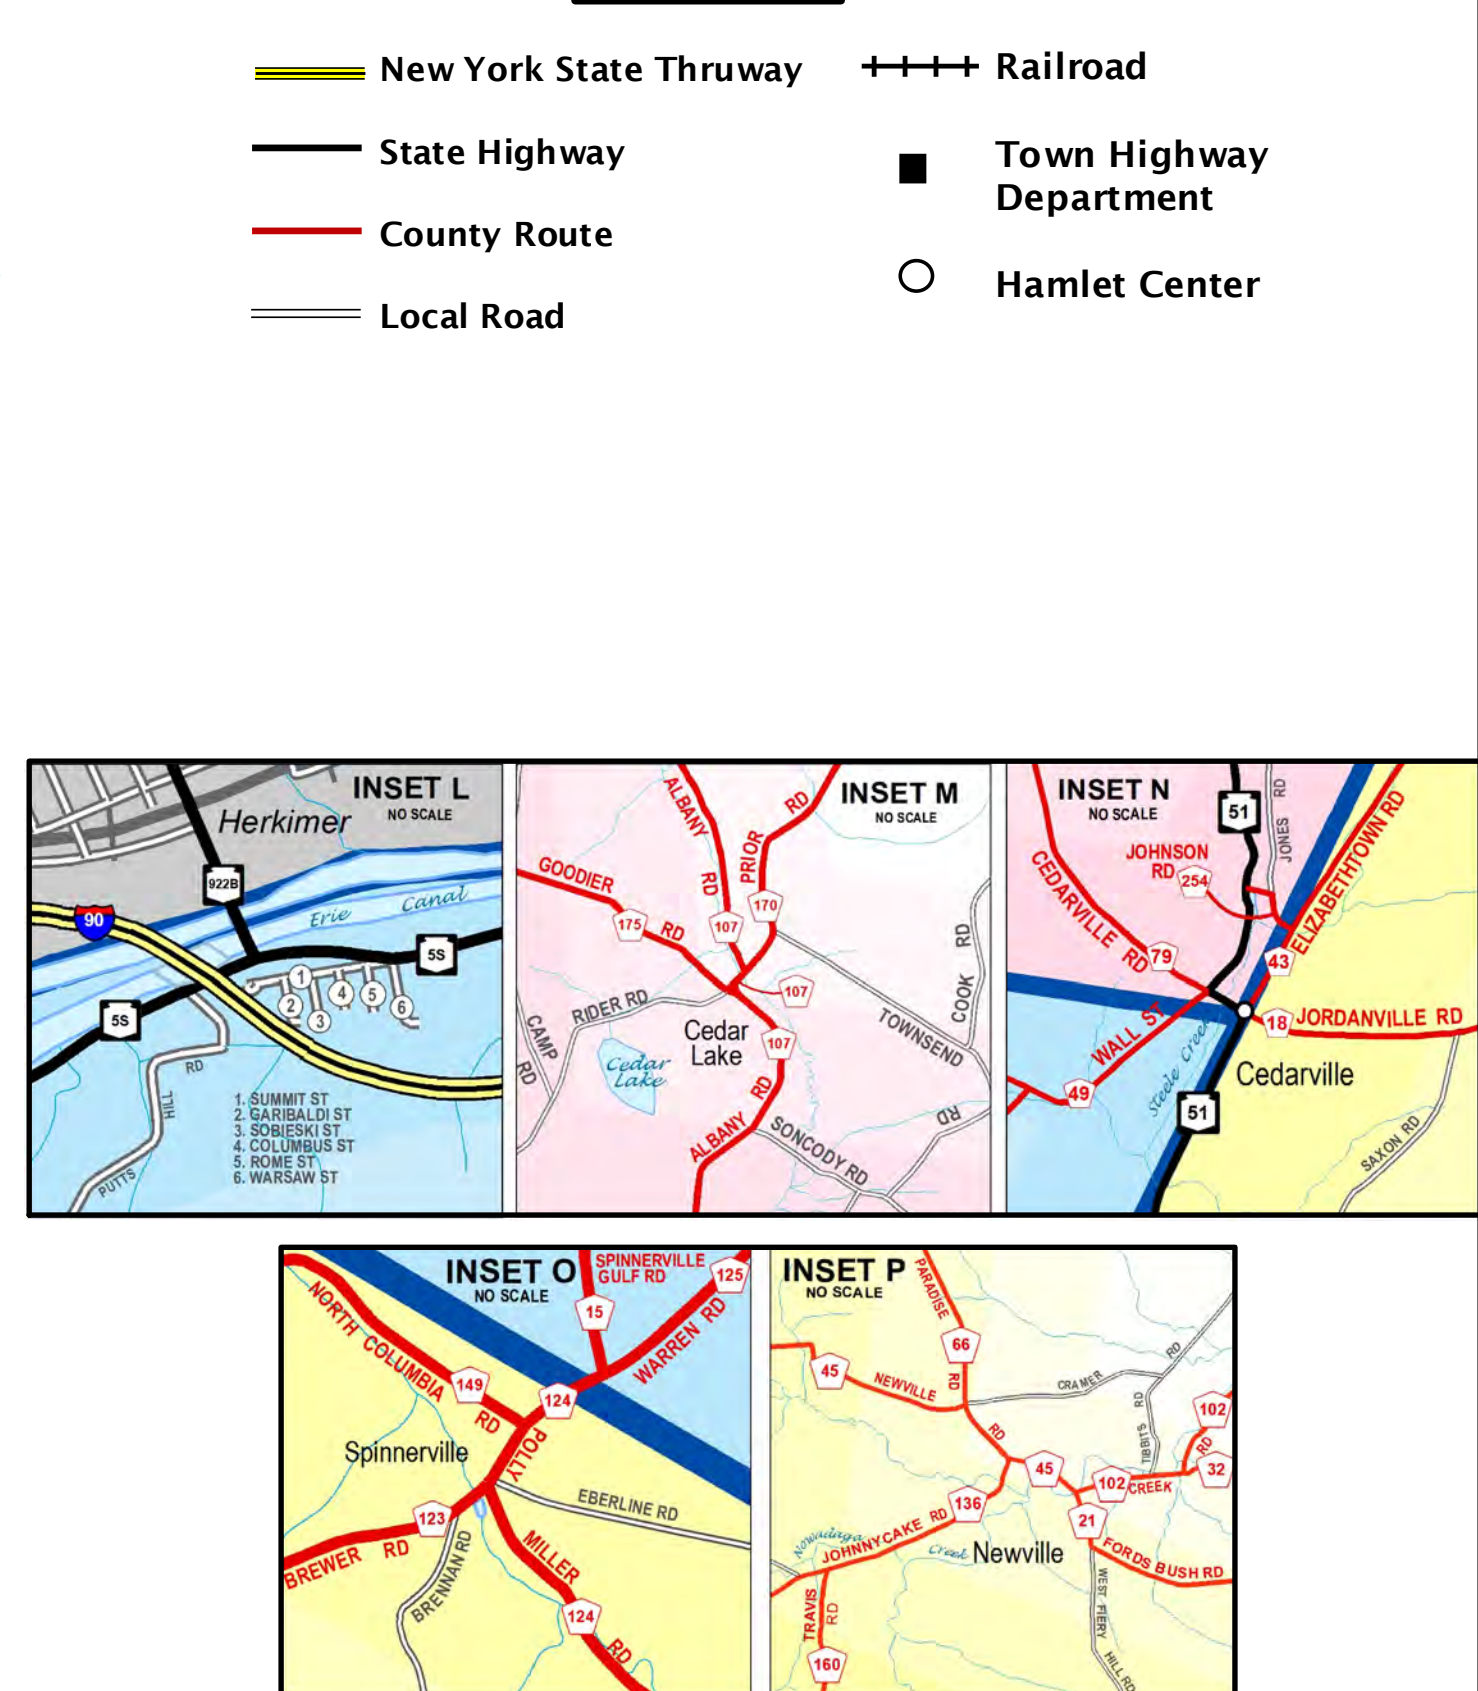 New York State Thruway
State Highway
County Route
Local Road
Railroad
Town Highway
Department
Hamlet Center
INSET L
NO SCALE
Herkimer
922B
90
Erie Canal
5S
5S
1
2
3
4
5
6
PUTTS HILL RD
1. SUMMIT ST
2. GARIBALDI ST
3. SOBIESKI ST
4. COLUMBUS ST
5. ROME ST
6. WARSAW ST
INSET M
NO SCALE
ALBANY RD
PRIOR RD
GOODIER RD
175
107
170
107
107
RIDER RD
CAMP RD
Cedar
Lake
Cedar
Lake
TOWNSEND RD
COOK RD
ALBANY RD
SONCODY RD
INSET N
NO SCALE
51
JONES RD
JOHNSON
RD
254
CEDARVILLE RD
79
ELIZABETHTOWN RD
43
18
JORDANVILLE RD
WALL ST
49
Steele Creek
51
Cedarville
SAXON RD
INSET O
NO SCALE
SPINNERVILLE
GULF RD
125
15
WARREN RD
NORTH COLUMBIA RD
149
124
POLLY
Spinnerville
EBERLINE RD
123
BREWER RD
BRENNAN RD
MILLER RD
124
INSET P
NO SCALE
PARADISE RD
66
45
NEWVILLE RD
CRAMER RD
TIBBITS RD
102
45
102
CREEK RD
32
136
21
JOHNNYCAKE RD
Nowadaga Creek
Newville
FORDS BUSH RD
WEST FIERY HILL RD
TRAVIS RD
160